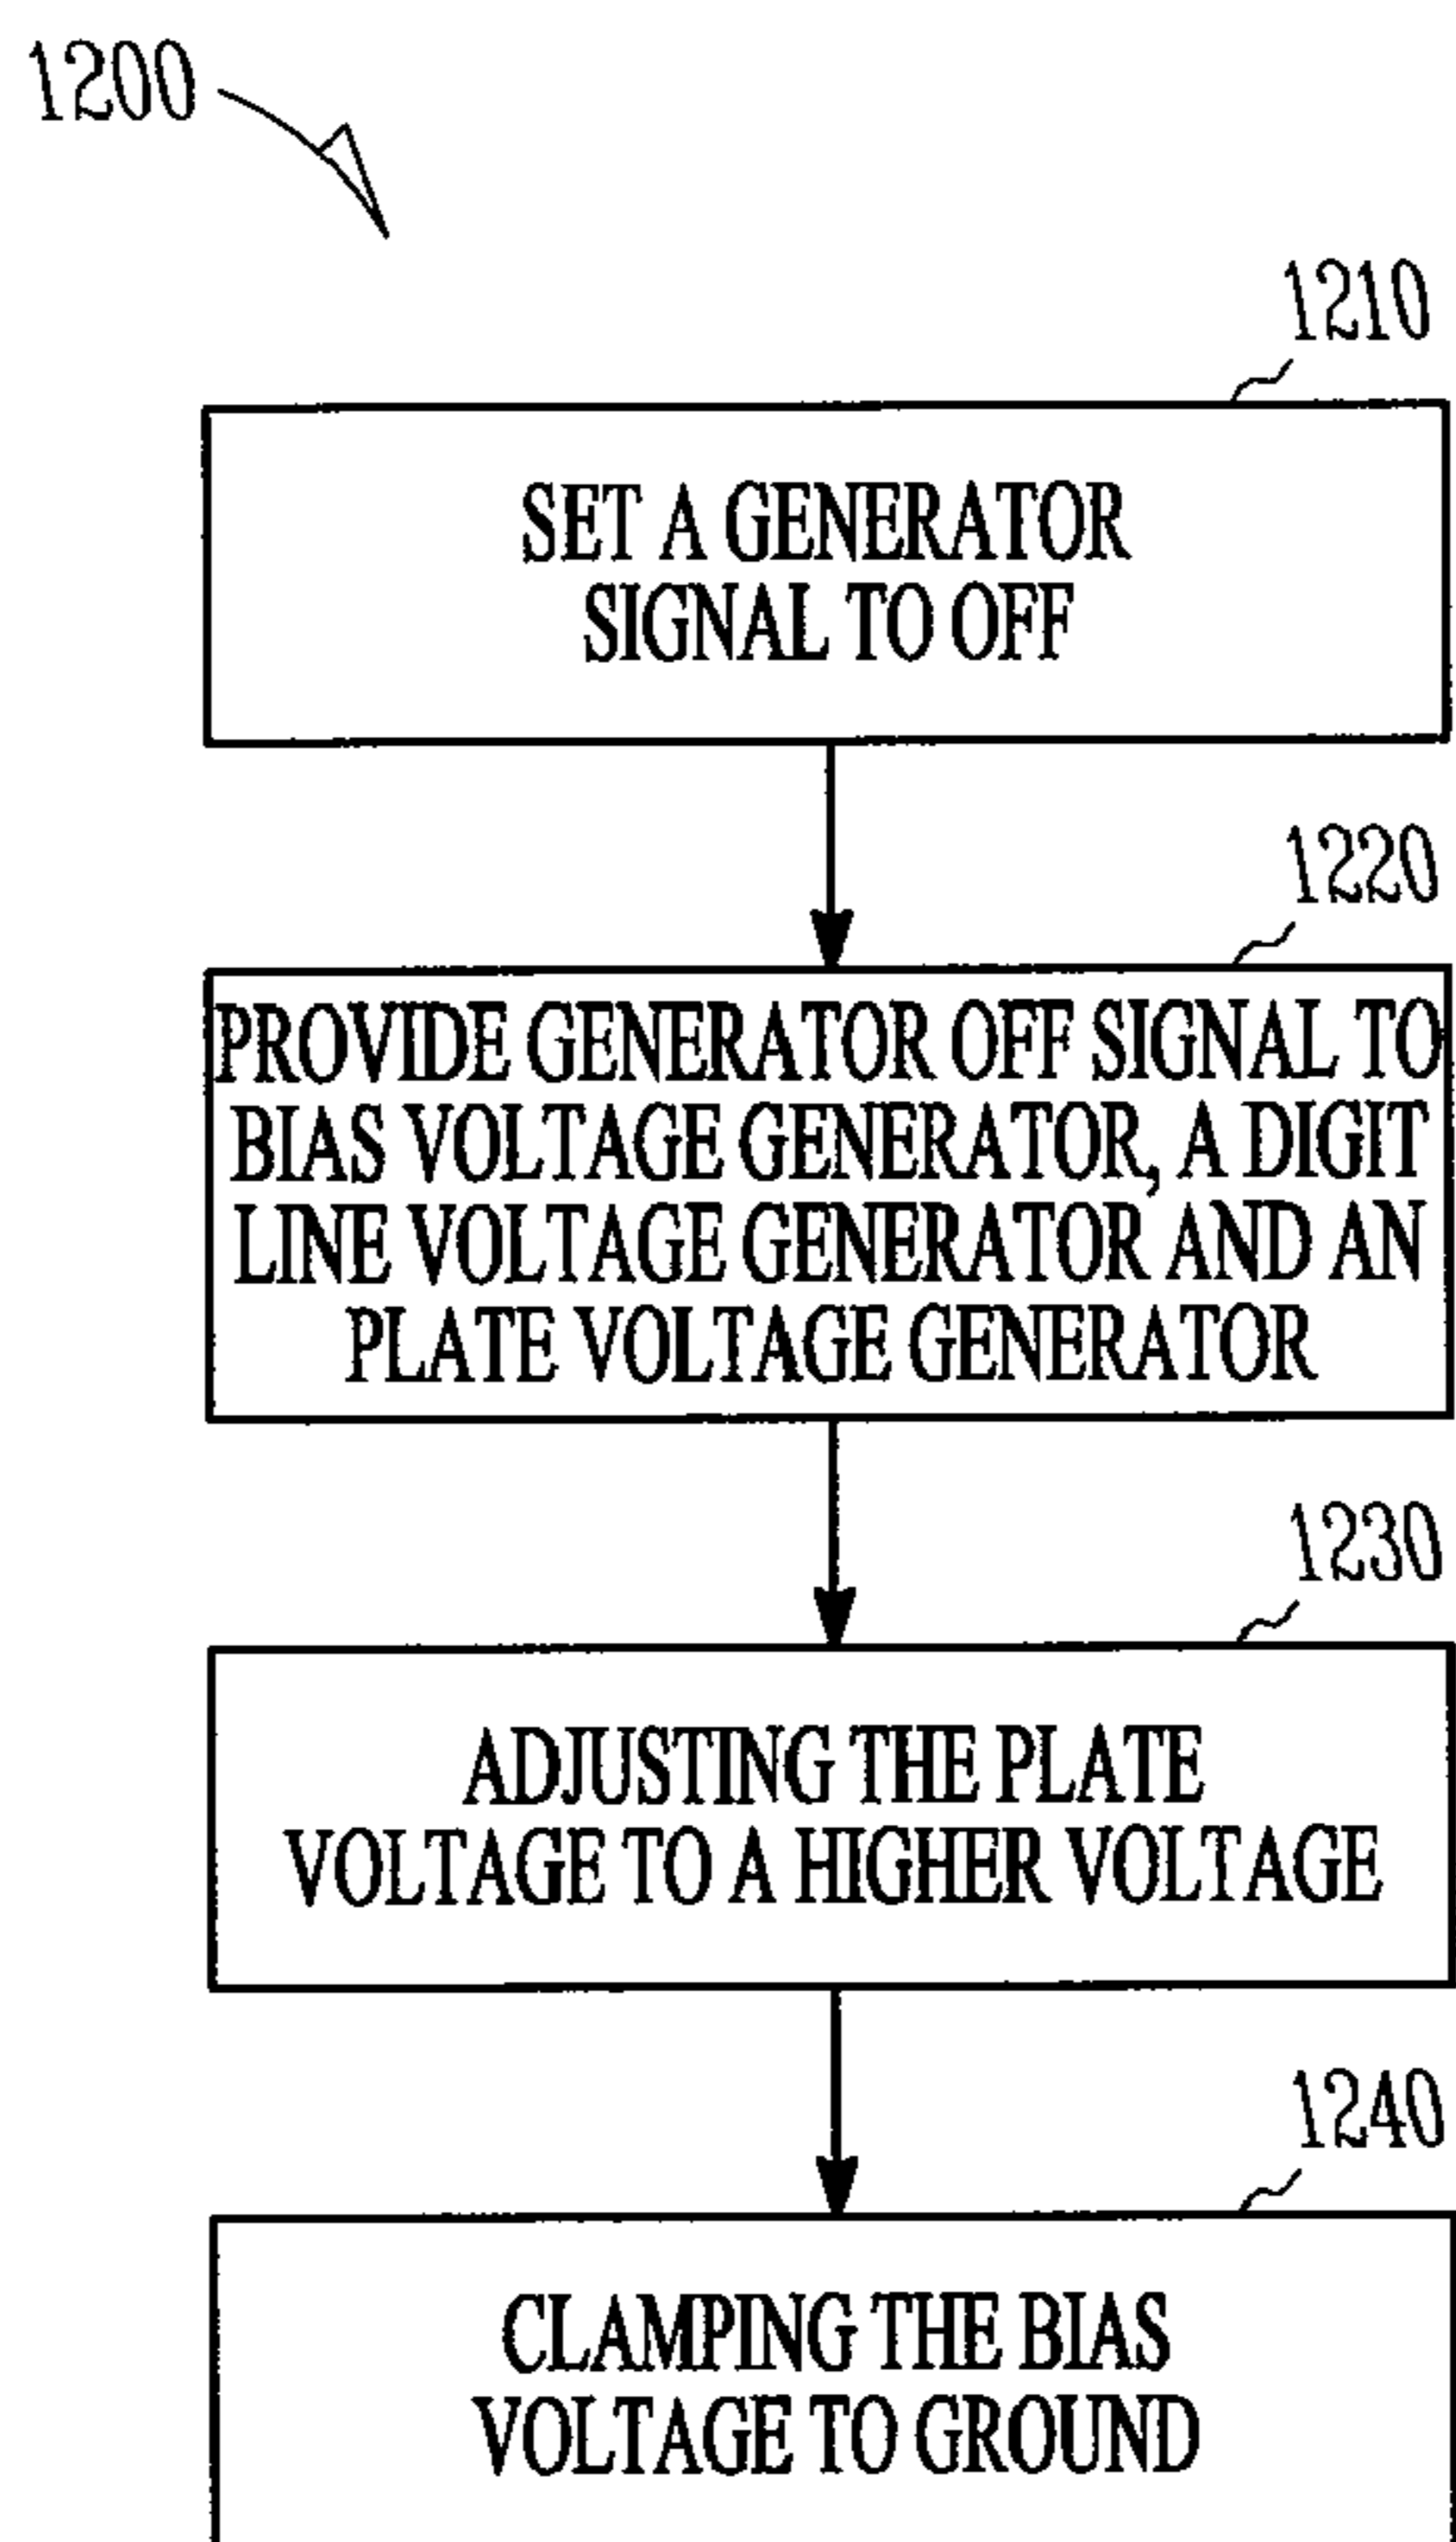 1200
1210
SET A GENERATOR
SIGNAL TO OFF
1220
PROVIDE GENERATOR OFF SIGNAL TO
BIAS VOLTAGE GENERATOR, A DIGIT
LINE VOLTAGE GENERATOR AND AN
PLATE VOLTAGE GENERATOR
1230
ADJUSTING THE PLATE
VOLTAGE TO A HIGHER VOLTAGE
1240
CLAMPING THE BIAS
VOLTAGE TO GROUND